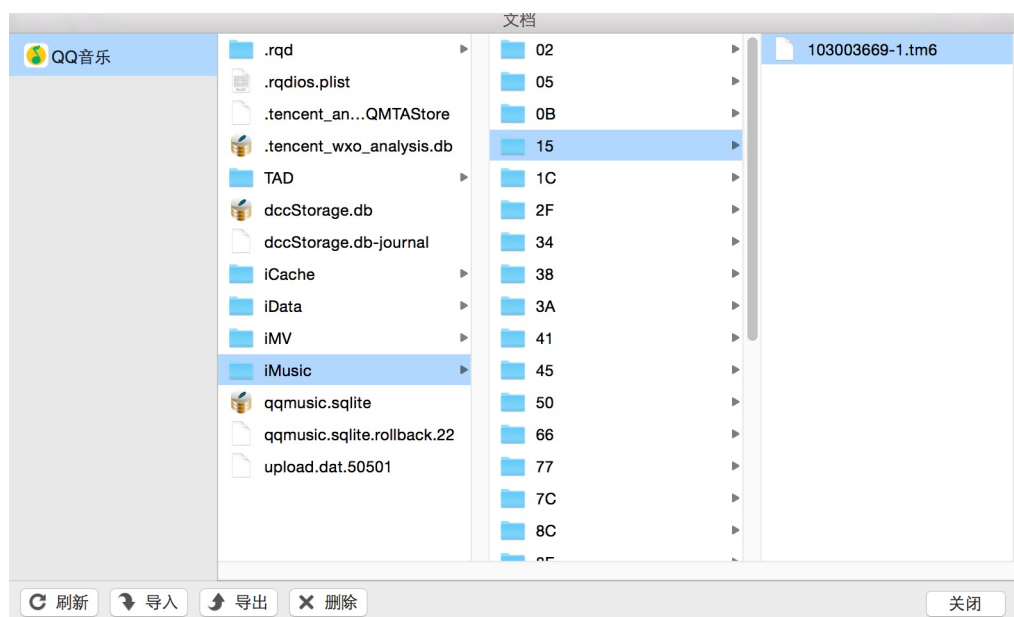 文档
QQ音乐
.rqd
.rqdios.plist
.tencent_an...QMTAStore
.tencent_wxo_analysis.db
TAD
dccStorage.db
dccStorage.db-journal
iCache
iData
iMV
iMusic
qqmusic.sqlite
qqmusic.sqlite.rollback.22
upload.dat.50501
02
05
0B
15
1C
2F
34
38
3A
41
45
50
66
77
7C
8C
103003669-1.tm6
刷新
导入
导出
删除
关闭